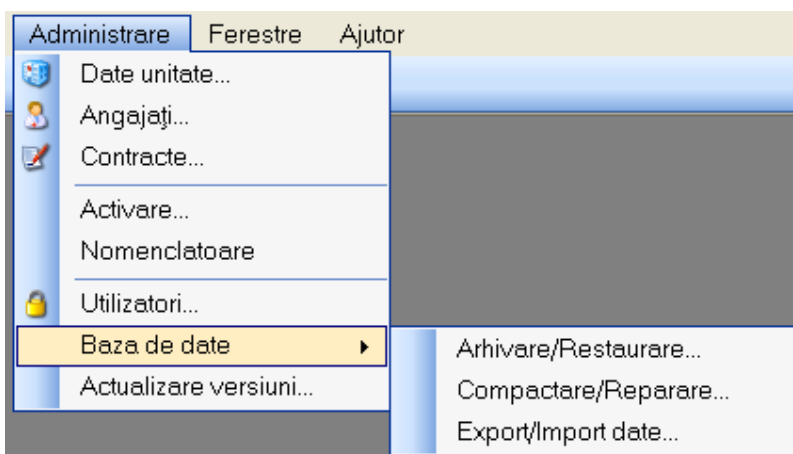 Administrare Ferestre Ajutor
Date unitate...
Angajaţi...
Contracte...
Activare...
Nomenclatoare
Utilizatori...
Baza de date
Arhivare/Restaurare...
Actualizare versiuni...
Compactare/Reparare...
Export/Import date...